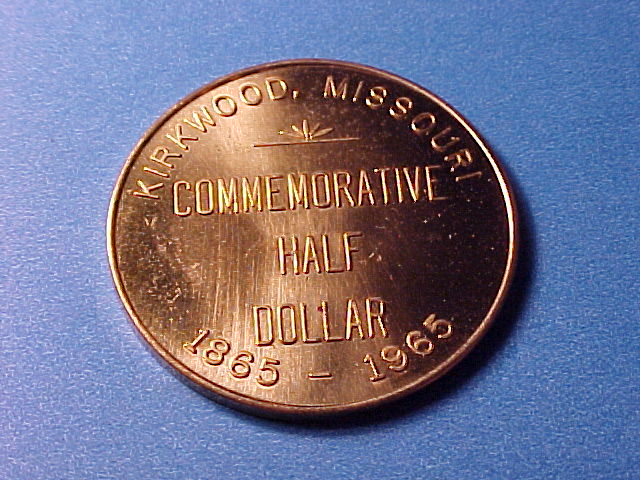 KIRKWOOD, MISSOURI
COMMEMORATIVE
HALF
DOLLAR
1865 - 1965